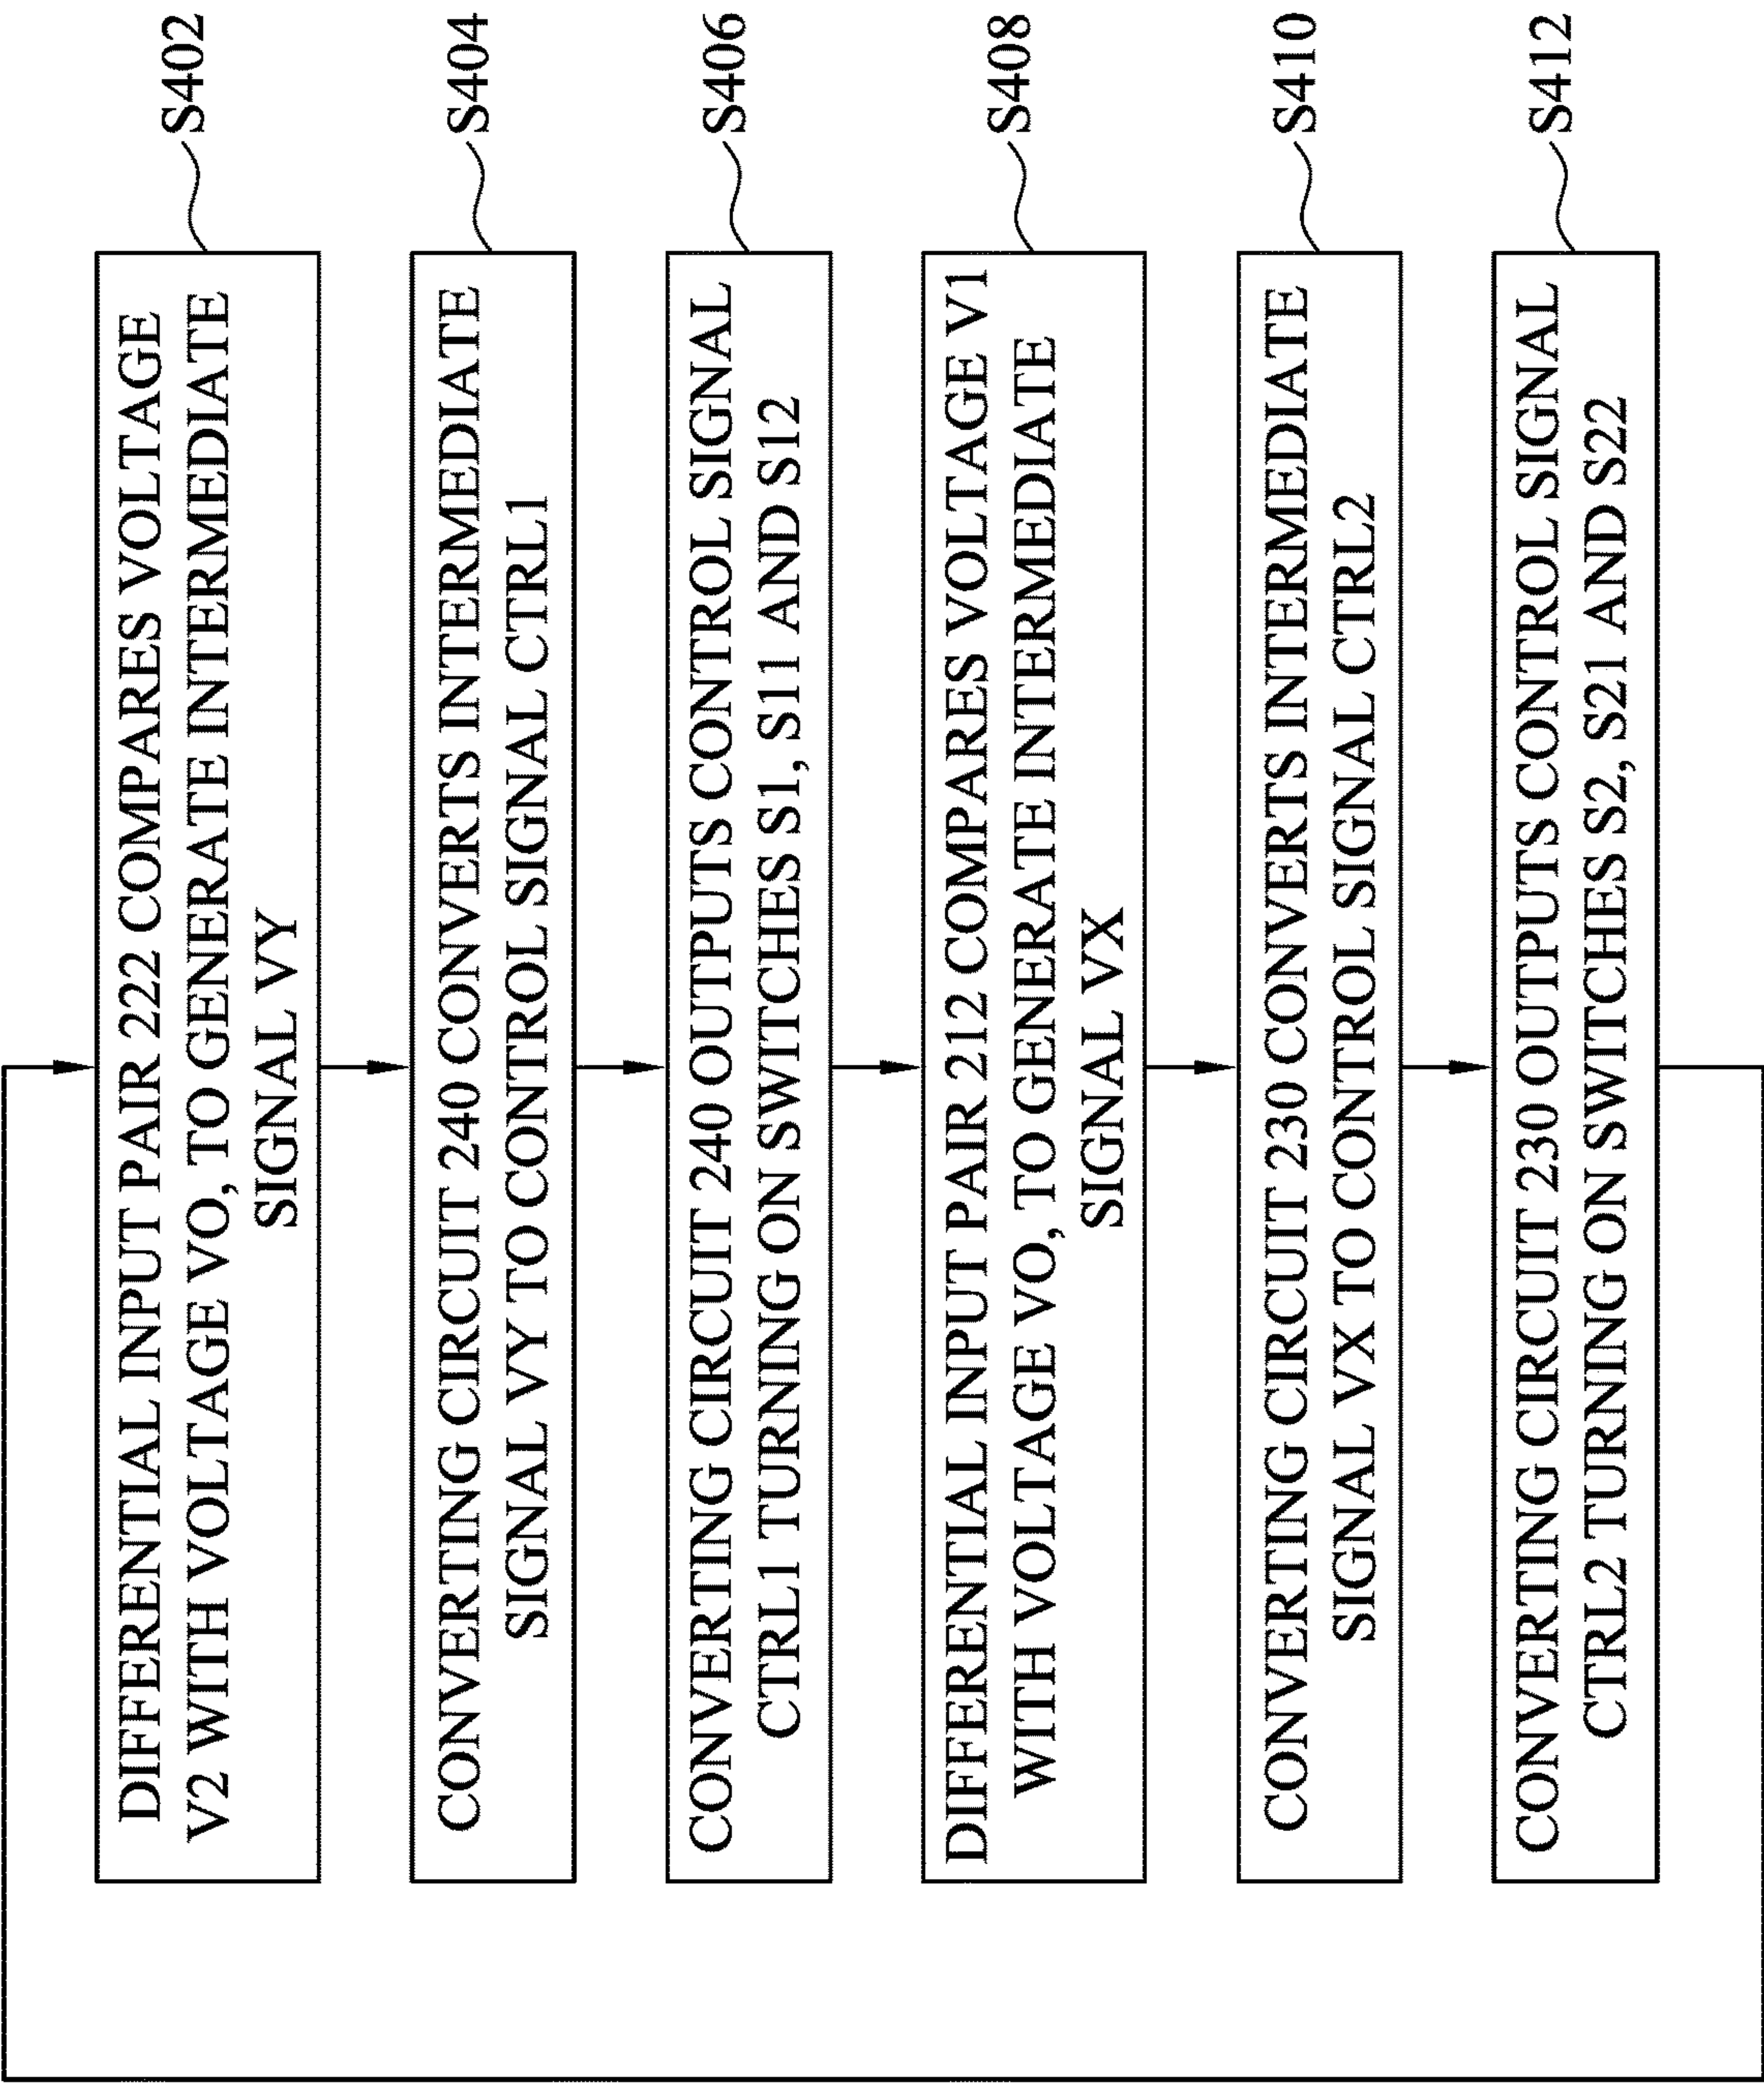 DIFFERENTIAL INPUT PAIR 222 COMPARES VOLTAGE
V2 WITH VOLTAGE VO, TO GENERATE INTERMEDIATE
SIGNAL VY
S402
CONVERTING CIRCUIT 240 CONVERTS INTERMEDIATE
SIGNAL VY TO CONTROL SIGNAL CTRL1
S404
CONVERTING CIRCUIT 240 OUTPUTS CONTROL SIGNAL
CTRL1 TURNING ON SWITCHES S1, S11 AND S12
S406
DIFFERENTIAL INPUT PAIR 212 COMPARES VOLTAGE V1
WITH VOLTAGE VO, TO GENERATE INTERMEDIATE
SIGNAL VX
S408
CONVERTING CIRCUIT 230 CONVERTS INTERMEDIATE
SIGNAL VX TO CONTROL SIGNAL CTRL2
S410
CONVERTING CIRCUIT 230 OUTPUTS CONTROL SIGNAL
CTRL2 TURNING ON SWITCHES S2, S21 AND S22
S412